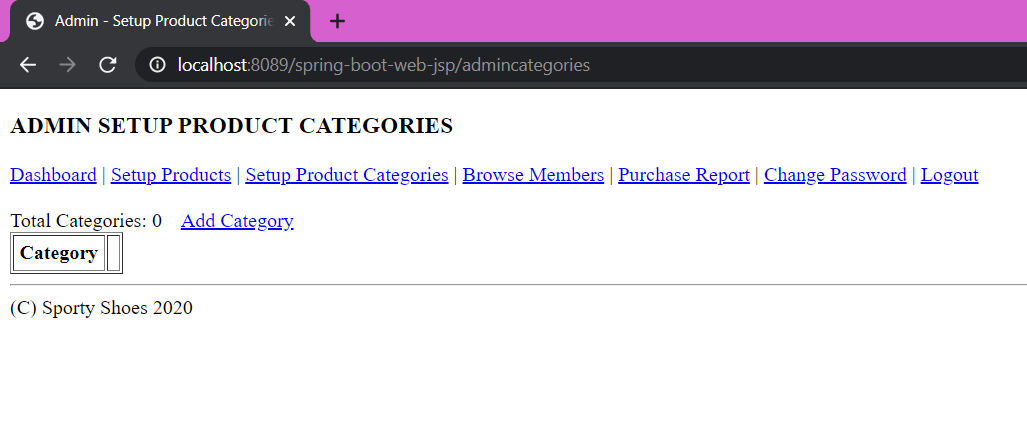 Admin - Setup Product Categorie
localhost:8089/spring-boot-web-jsp/admincategories
ADMIN SETUP PRODUCT CATEGORIES
Dashboard | Setup Products | Setup Product Categories | Browse Members | Purchase Report | Change Password | Logout
Total Categories: 0 Add Category
Category
(C) Sporty Shoes 2020